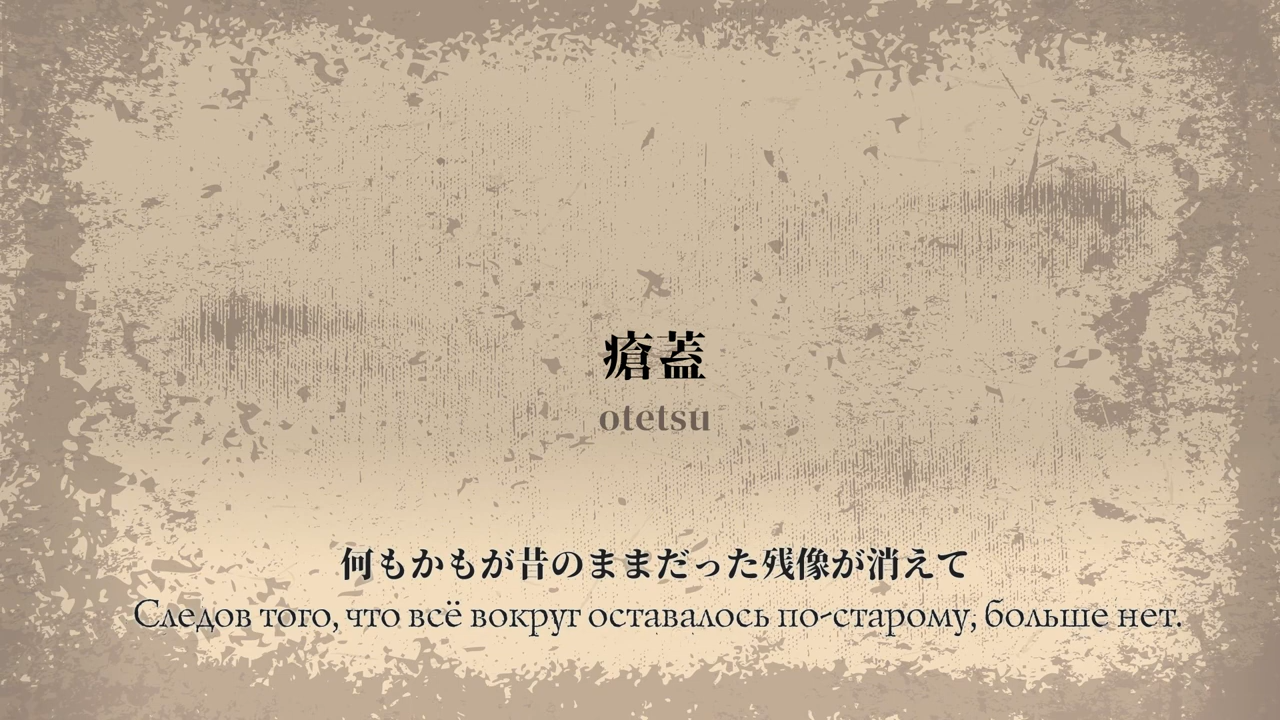 瘡蓋
otetsu
何もかもが昔のままだった残像が消えて
Следов того, что всё вокруг оставалось по-старому, больше нет.